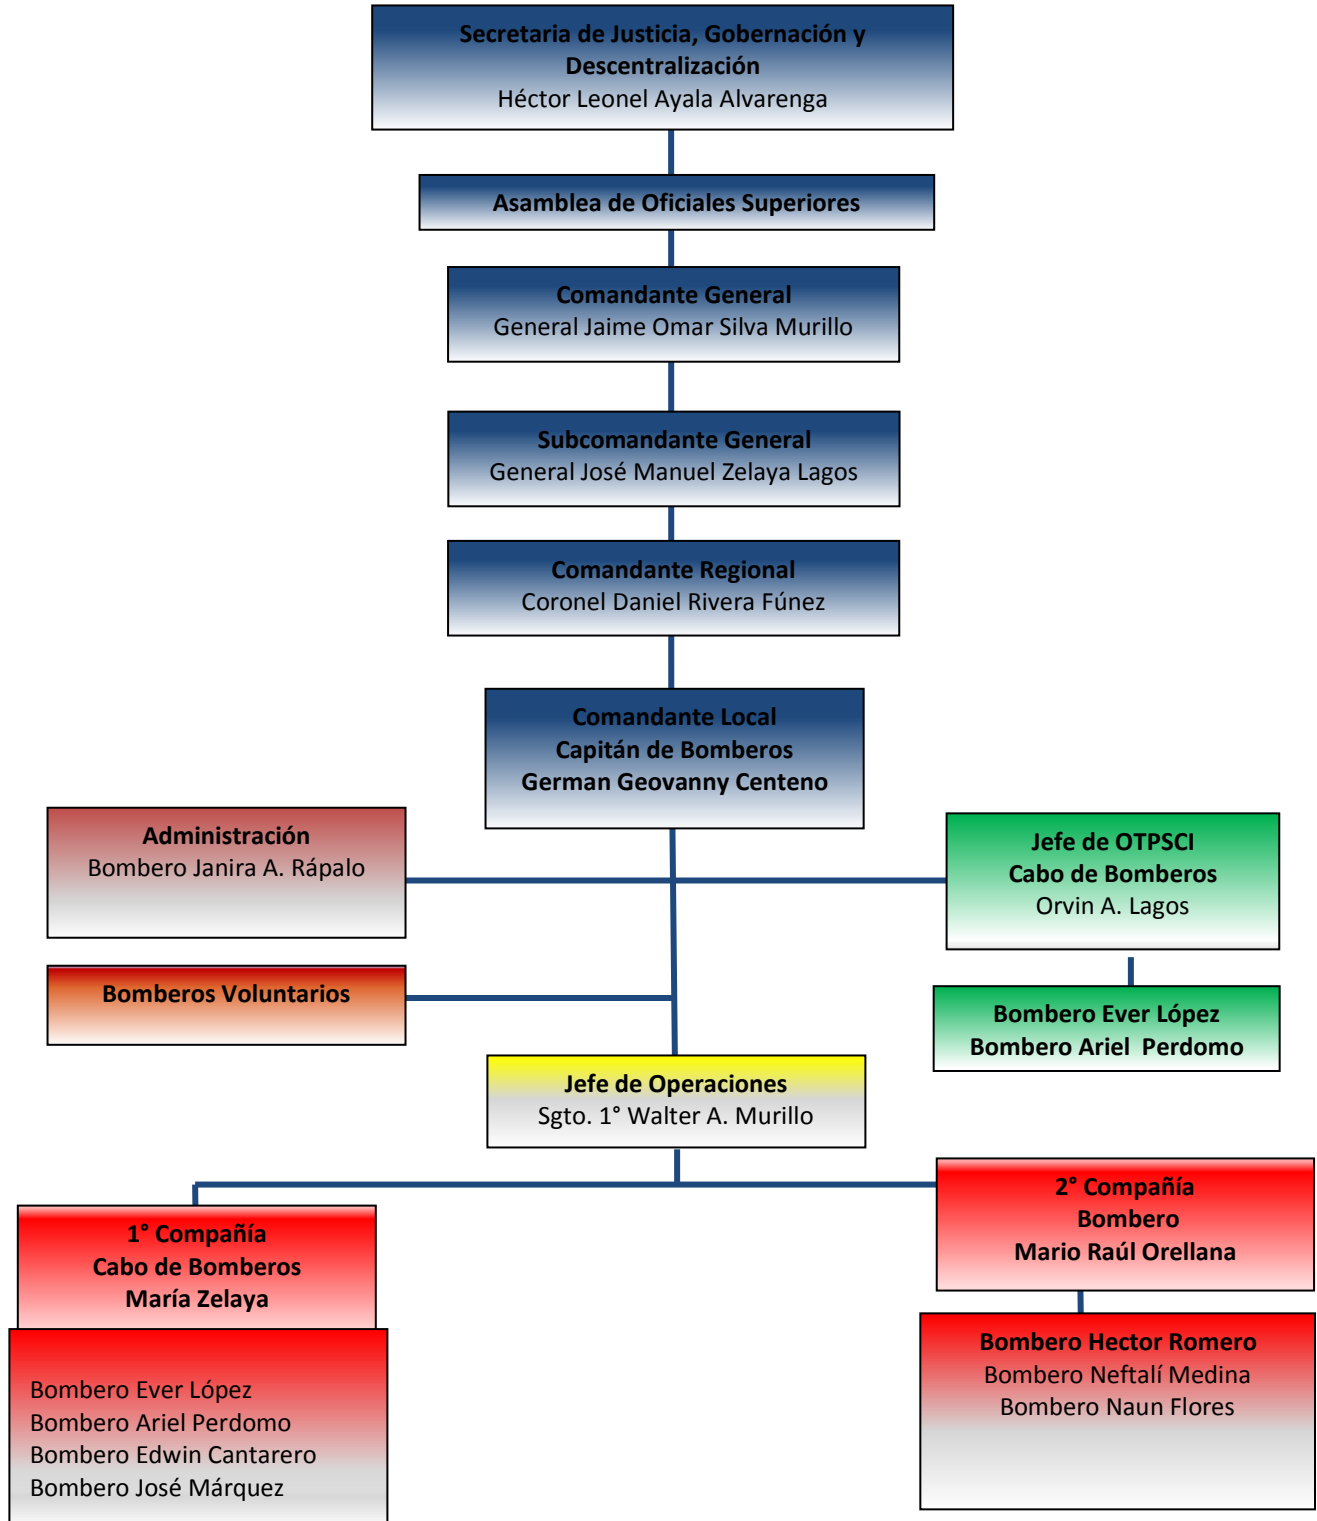 Secretaria de Justicia, Gobernación y
Descentralización
Héctor Leonel Ayala Alvarenga
Asamblea de Oficiales Superiores
Comandante General
General Jaime Omar Silva Murillo
Subcomandante General
General José Manuel Zelaya Lagos
Comandante Regional
Coronel Daniel Rivera Fúnez
Comandante Local
Capitán de Bomberos
German Geovanny Centeno
Administración
Bombero Janira A. Rápalo
Jefe de OTPSCI
Cabo de Bomberos
Orvin A. Lagos
Bomberos Voluntarios
Bombero Ever López
Bombero Ariel  Perdomo
Jefe de Operaciones
Sgto. 1° Walter A. Murillo
1° Compañía
Cabo de Bomberos
María Zelaya
Bombero Ever López
Bombero Ariel Perdomo
Bombero Edwin Cantarero
Bombero José Márquez
2° Compañía
Bombero
Mario Raúl Orellana
Bombero Hector Romero
Bombero Neftalí Medina
Bombero Naun Flores